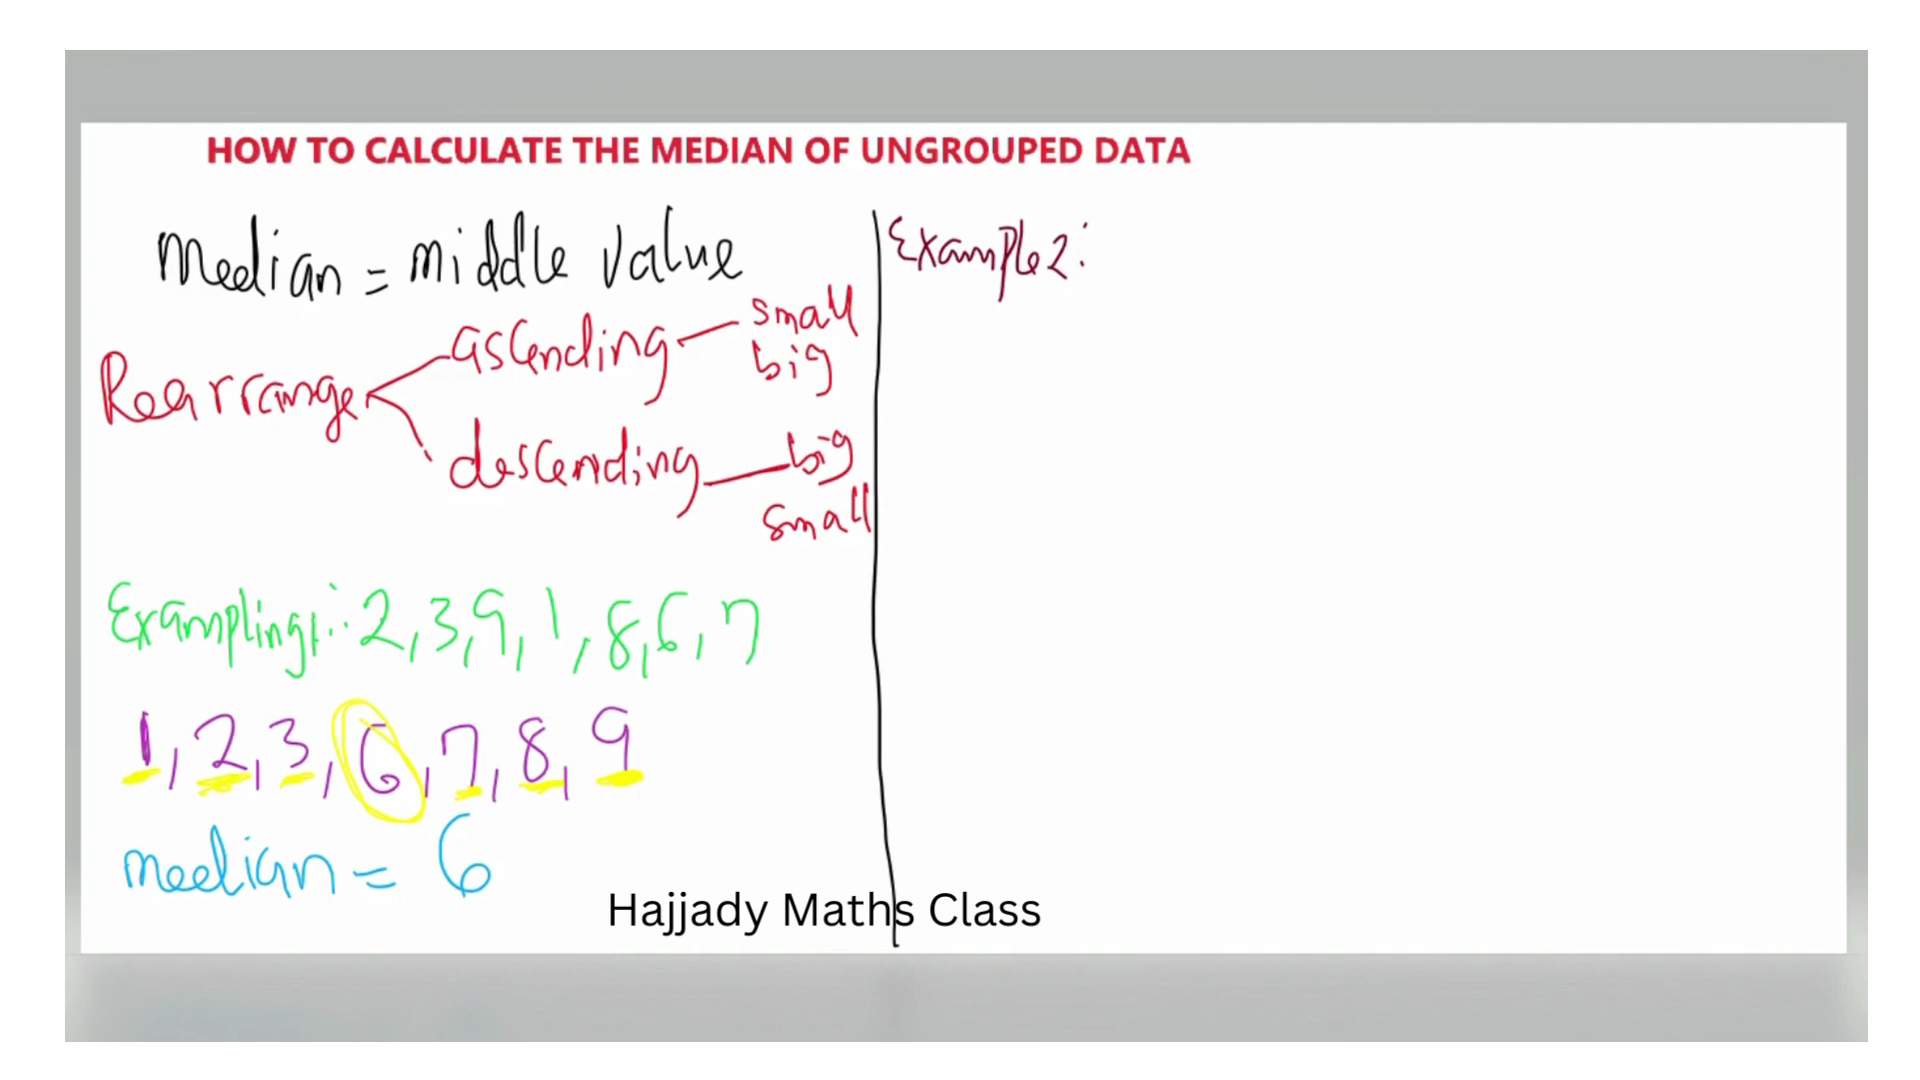 HOW TO CALCULATE THE MEDIAN OF UNGROUPED DATA
Median = middle value
Rearrange
ascending small
big
descending big
small
Exampling1: 2, 3, 9, 1, 8, 6, 7
1, 2, 3, 6, 7, 8, 9
median = 6
Example 2:
Hajjady Maths Class